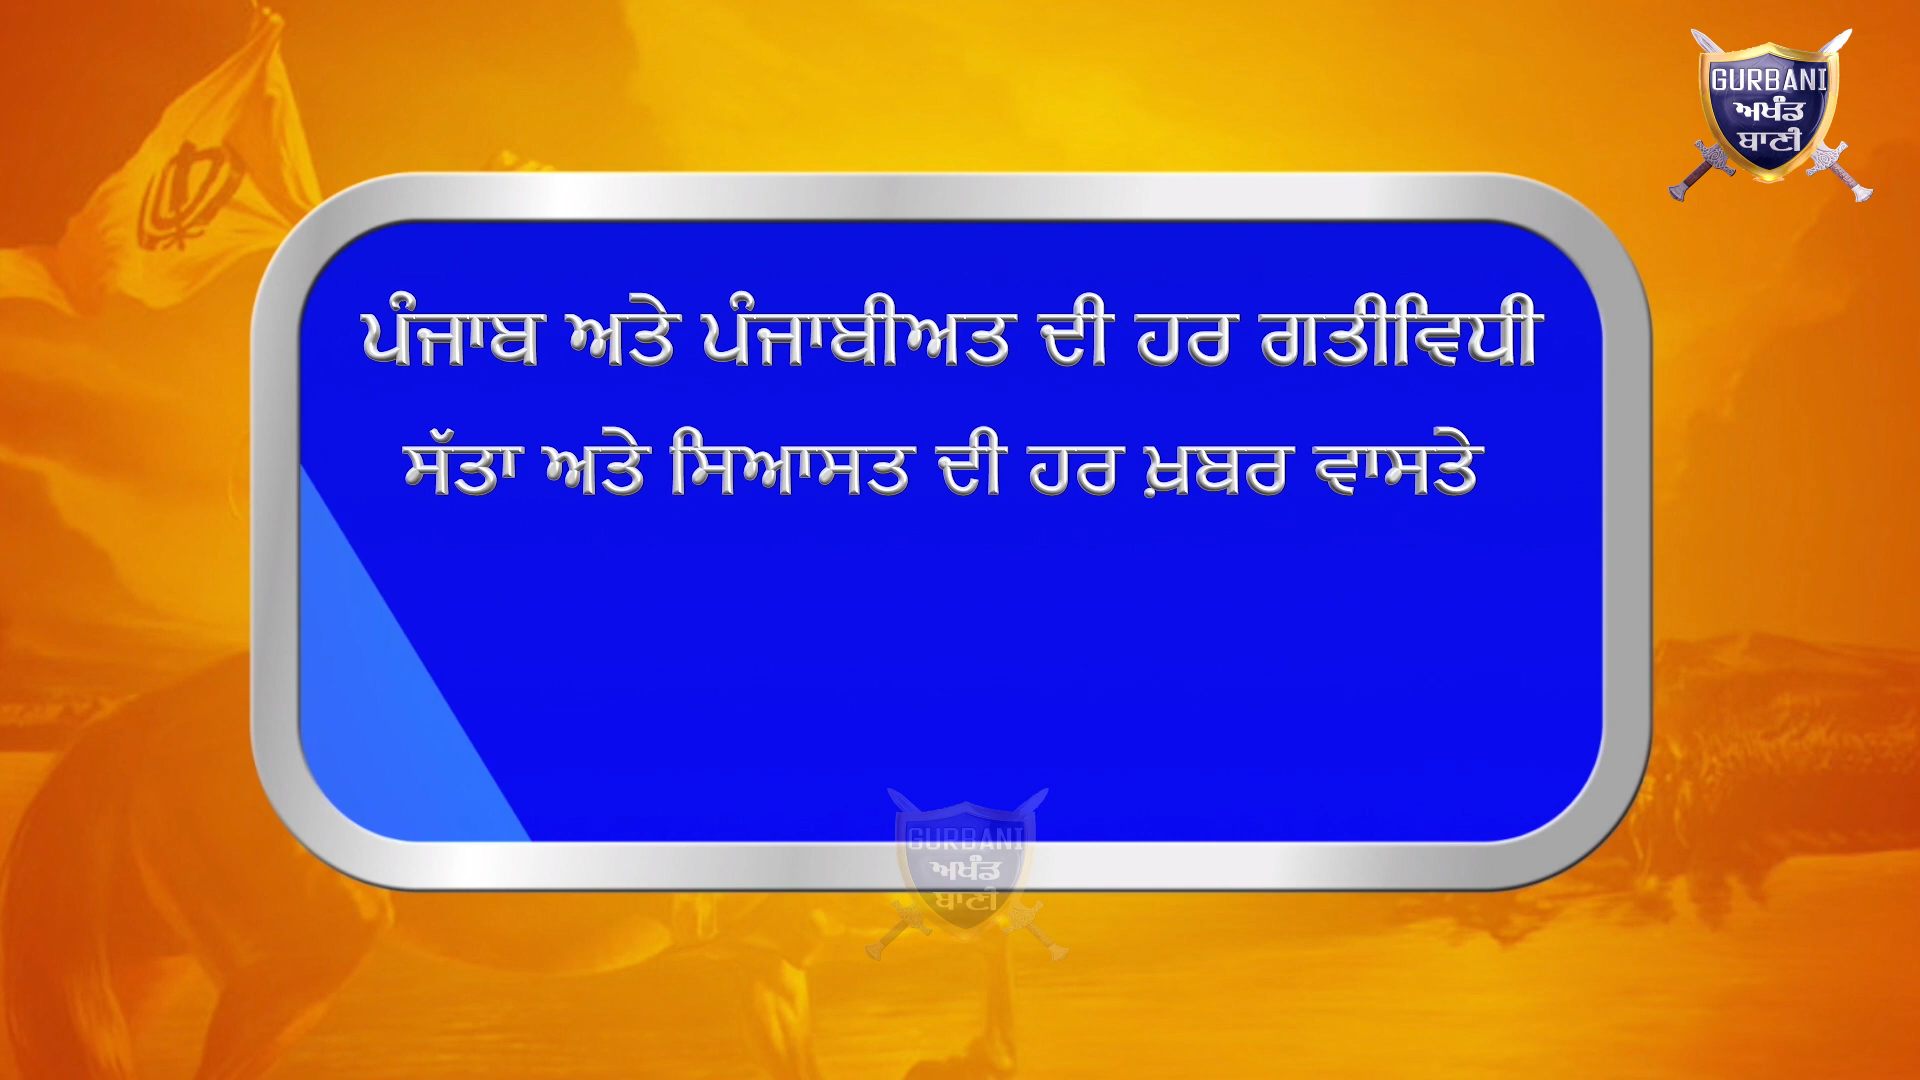 GURBANI
ਅਖੰਡ
ਬਾਣੀ
ਪੰਜਾਬ ਅਤੇ ਪੰਜਾਬੀਅਤ ਦੀ ਹਰ ਗਤੀਵਿਧੀ
ਸੱਤਾ ਅਤੇ ਸਿਆਸਤ ਦੀ ਹਰ ਖ਼ਬਰ ਵਾਸਤੇ
GURBANI
ਅਖੰਡ
ਬਾਣੀ